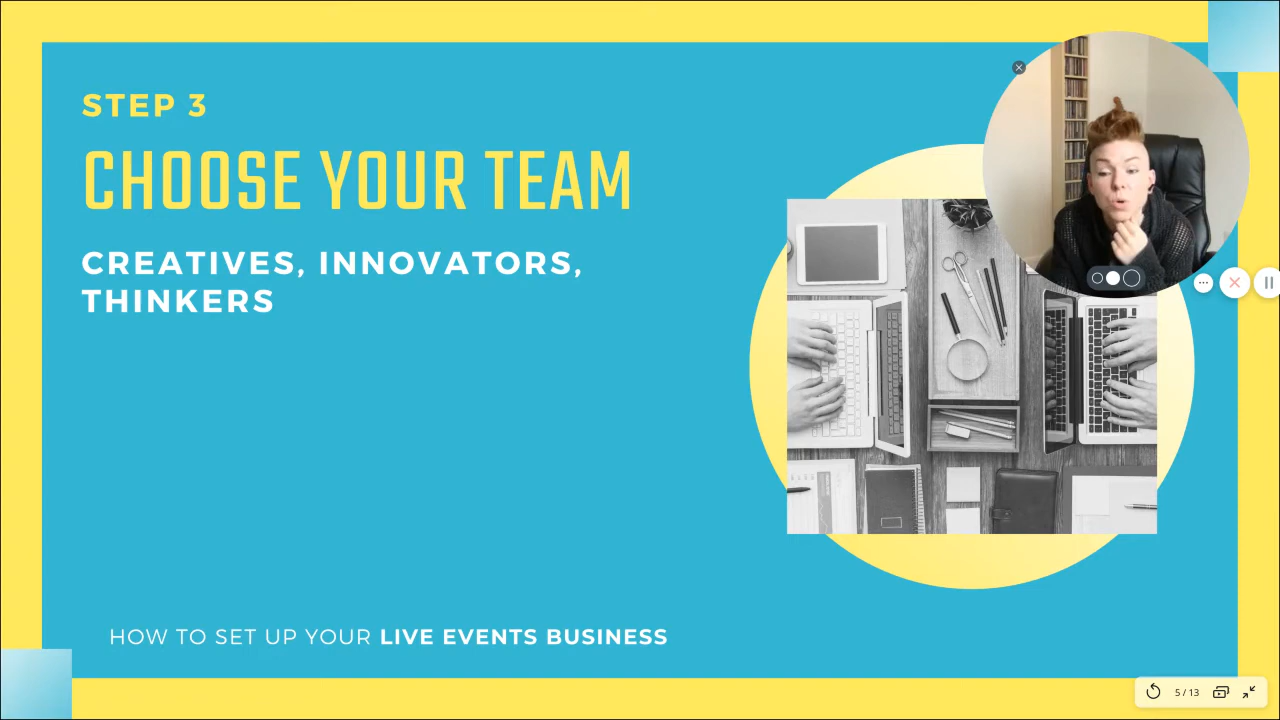 STEP 3
CHOOSE YOUR TEAM
CREATIVES, INNOVATORS,
THINKERS
HOW TO SET UP YOUR LIVE EVENTS BUSINESS
5 / 13